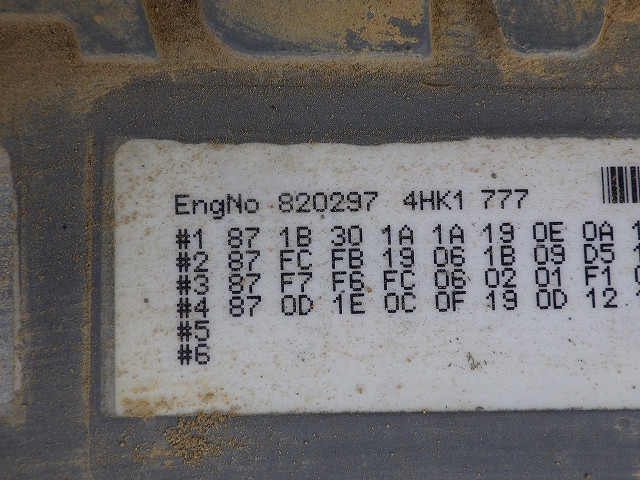 EngNo 820297 4HK1 777
#1 87 1B 30 1A 1A 19 0E 0A
#2 87 FC FB 19 06 1B 09 D5
#3 87 F7 F6 FC 06 02 01 F1
#4 87 0D 1E 0C 0F 19 0D 12
#5
#6